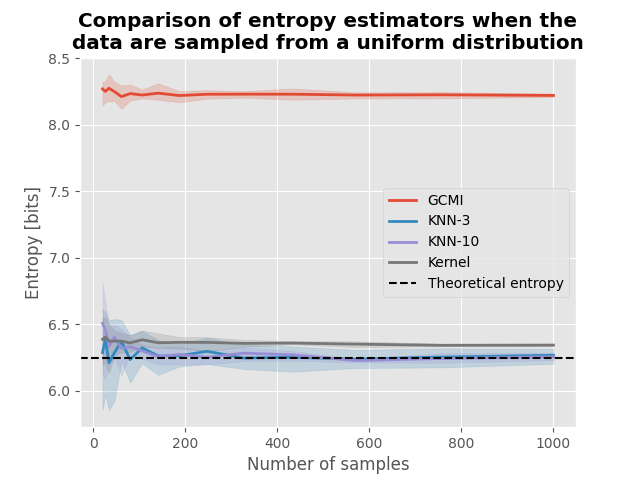 Comparison of entropy estimators when the
data are sampled from a uniform distribution
8.5
8.0
7.5
7.0
6.5
6.0
Entropy [bits]
GCMI
KNN-3
KNN-10
Kernel
Theoretical entropy
0 200 400 600 800 1000
Number of samples